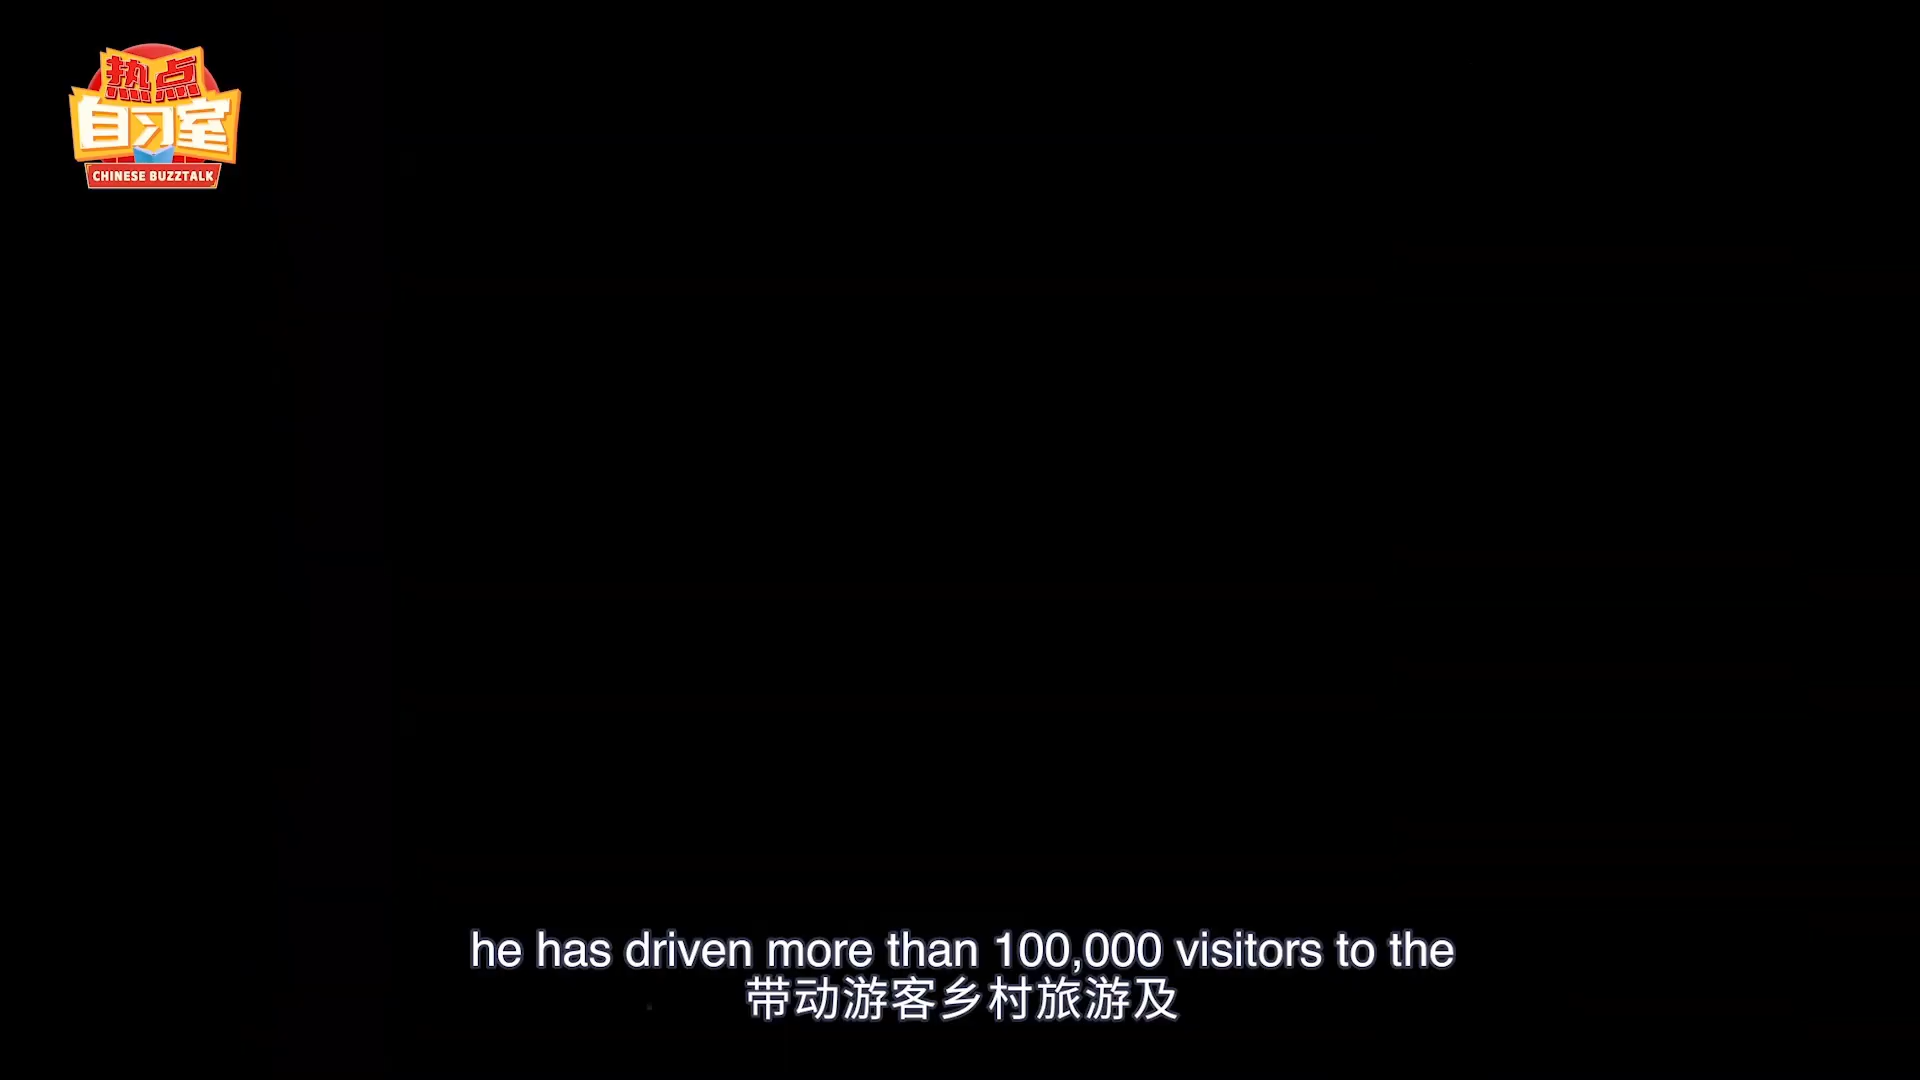 热点
自习室
CHINESE BUZZTALK
he has driven more than 100,000 visitors to the
带动游客乡村旅游及